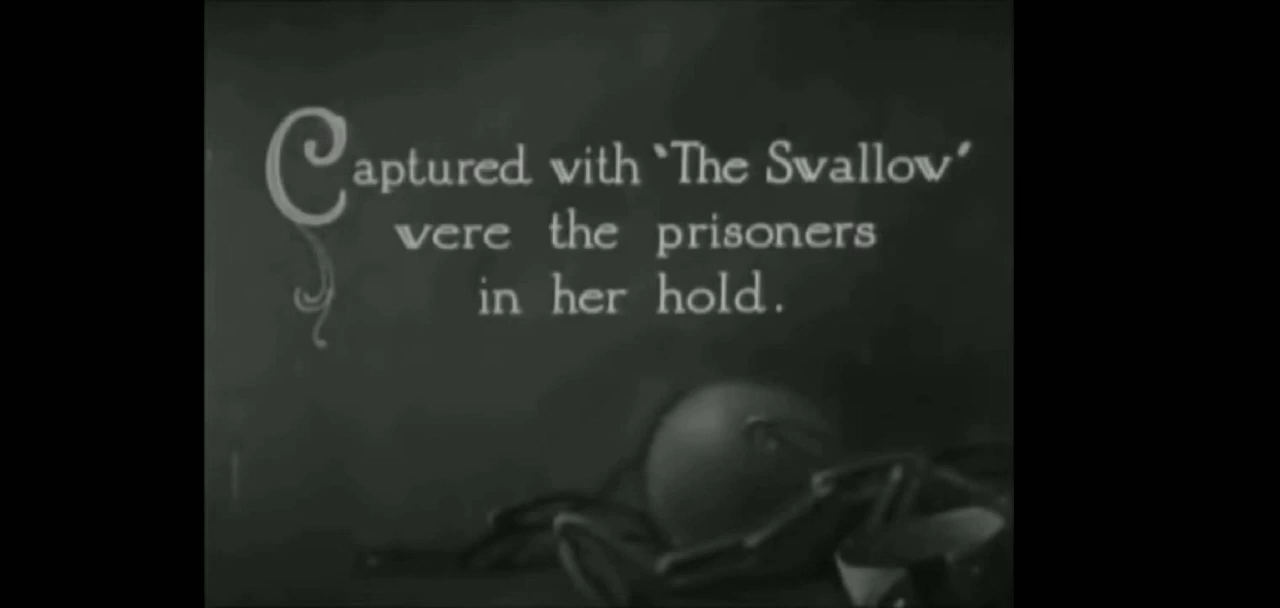 Captured with 'The Swallow'
were the prisoners
in her hold.